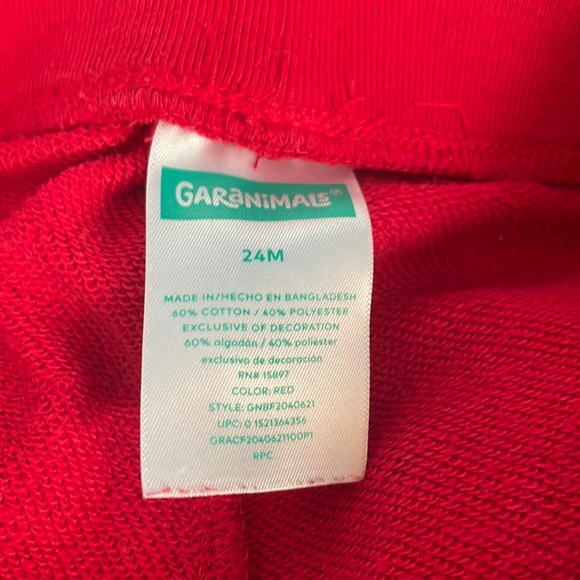 GARANIMALS
24M
MADE IN/HECHO EN BANGLADESH
60% COTTON / 40% POLYESTER
EXCLUSIVE OF DECORATION
60% algodón / 40% poliester
exclusivo de decoración
RN# 15897
COLOR: RED
STYLE: GNBF2040621
UPC: 0 1521364356
GRACF2040621100P1
RPC